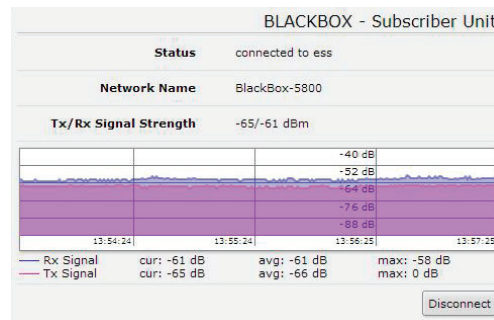 BLACKBOX - Subscriber Unit
Status connected to ess
Network Name BlackBox-5800
Tx/Rx Signal Strength -65/-61 dBm
-40 dB
-52 dB
-64 dB
-76 dB
-88 dB
13:54:24 13:55:24 13:56:25 13:57:25
Rx Signal cur: -61 dB avg: -61 dB max: -58 dB
Tx Signal cur: -65 dB avg: -66 dB max: 0 dB
Disconnect